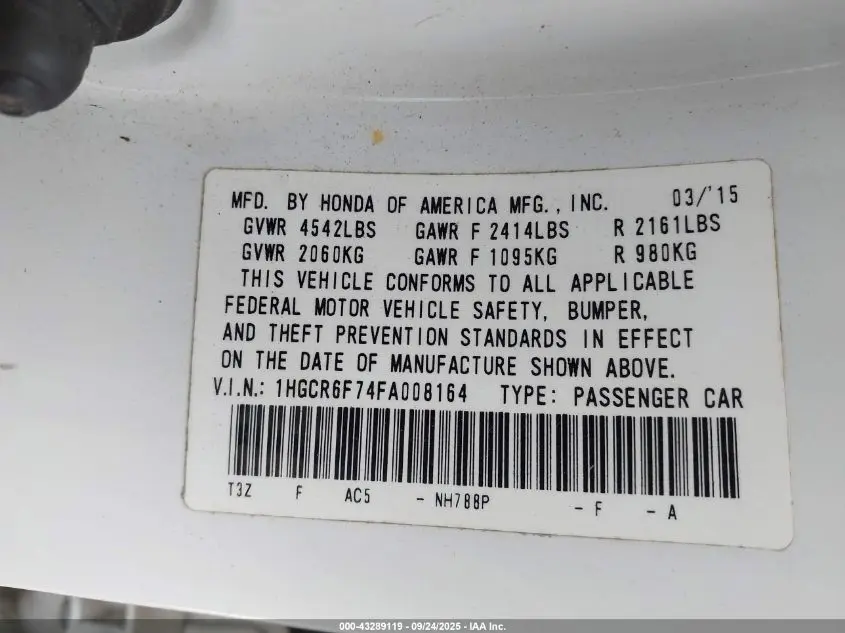 MFD. BY HONDA OF AMERICA MFG., INC. 03/'15
GVWR 4542LBS GAWR F 2414LBS R 2161LBS
GVWR 2060KG GAWR F 1095KG R 980KG
THIS VEHICLE CONFORMS TO ALL APPLICABLE
FEDERAL MOTOR VEHICLE SAFETY, BUMPER,
AND THEFT PREVENTION STANDARDS IN EFFECT
ON THE DATE OF MANUFACTURE SHOWN ABOVE.
V.I.N.: 1HGCR6F74FA008164 TYPE: PASSENGER CAR
T3Z F AC5 - NH788P - F - A
000-43289119 - 09/24/2025 - IAA Inc.